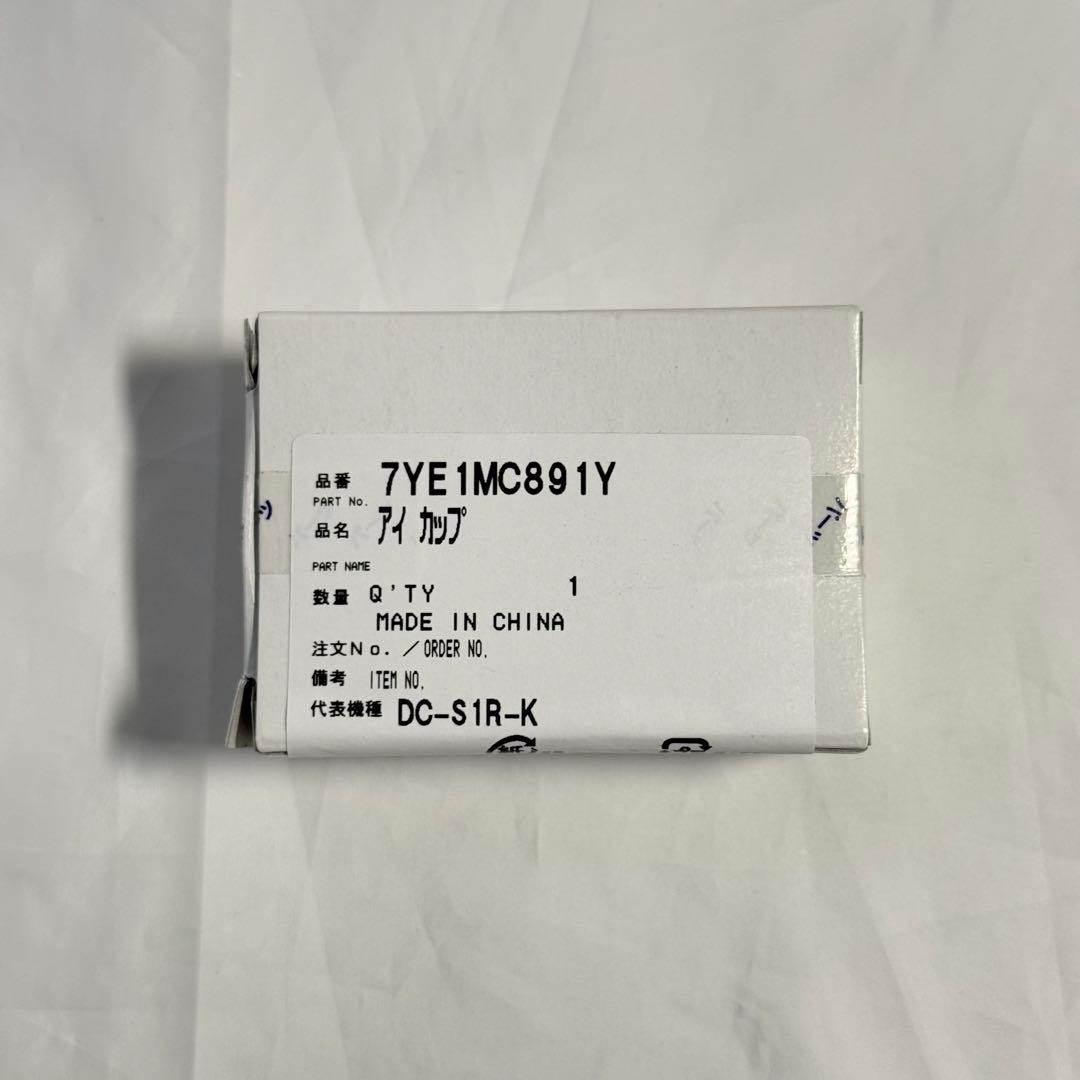 品番 7YE1MC891Y
PART No.
品名 アイ カップ
PART NAME
数量 Q'TY 1
MADE IN CHINA
注文No. /ORDER NO.
備考 ITEM NO.
代表機種 DC-S1R-K
紙